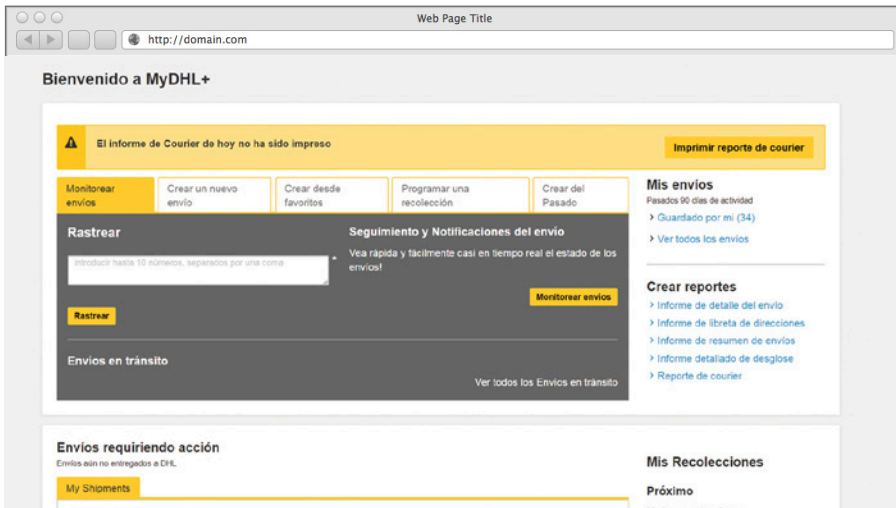 Web Page Title
http://domain.com
Bienvenido a MyDHL+
El informe de Courier de hoy no ha sido impreso
Imprimir reporte de courier
Monitorear
envíos
Crear un nuevo
envío
Crear desde
favoritos
Programar una
recolección
Crear del
Pasado
Rastrear
Introducir hasta 10 números, separados por una coma
*
Rastrear
Seguimiento y Notificaciones del envío
Vea rápida y fácilmente casi en tiempo real el estado de los
envíos!
Monitorear envíos
Envíos en tránsito
Ver todos los Envíos en tránsito
Mis envíos
Pasados 90 días de actividad
> Guardado por mi (34)
> Ver todos los envíos
Crear reportes
> Informe de detalle del envío
> Informe de libreta de direcciones
> Informe de resumen de envíos
> Informe detallado de desglose
> Reporte de courier
Envíos requiriendo acción
Envíos aún no entregados a DHL
My Shipments
Mis Recolecciones
Próximo